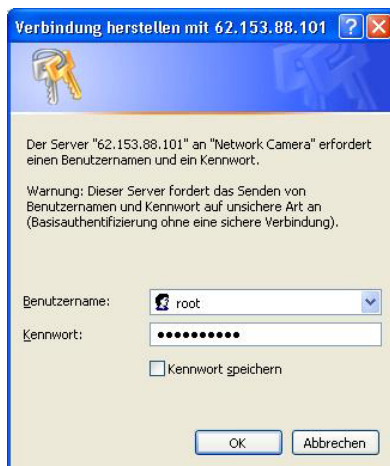 Verbindung herstellen mit 62.153.88.101
Der Server "62.153.88.101" an "Network Camera" erfordert
einen Benutzernamen und ein Kennwort.
Warnung: Dieser Server fordert das Senden von
Benutzernamen und Kennwort auf unsichere Art an
(Basisauthentifizierung ohne eine sichere Verbindung).
Benutzername:
root
Kennwort:
••••••••••
Kennwort speichern
OK
Abbrechen